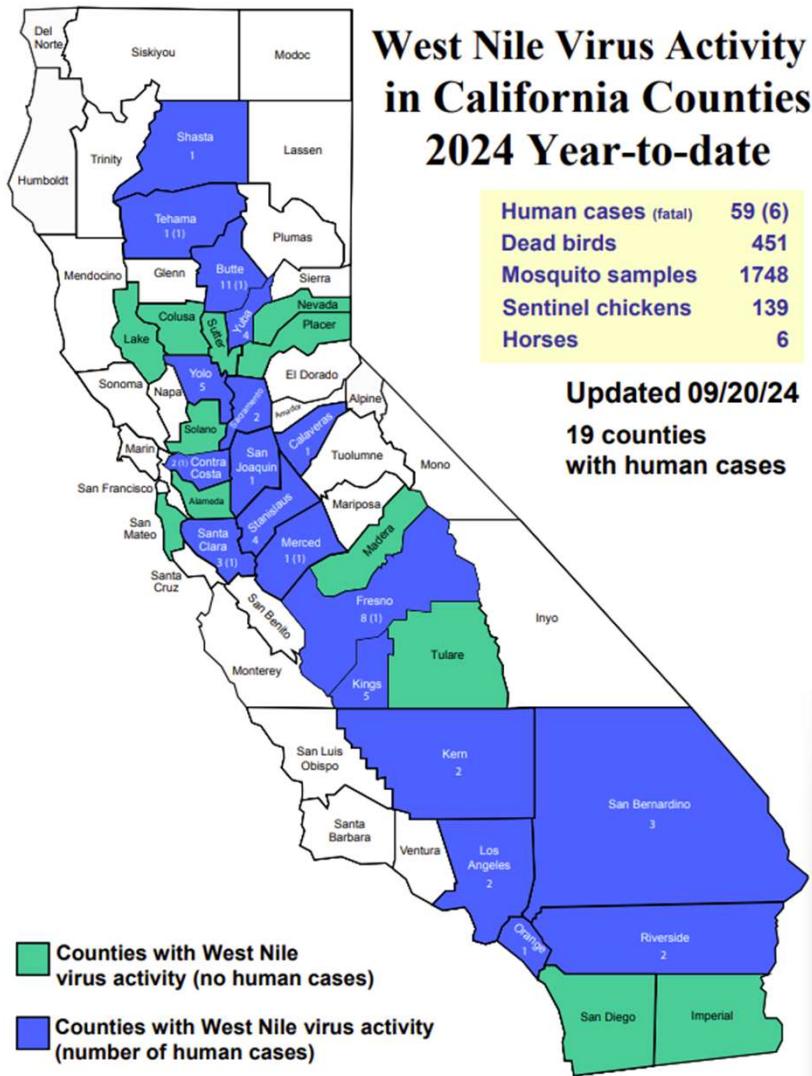 West Nile Virus Activity
in California Counties
2024 Year-to-date
Human cases (fatal) 59 (6)
Dead birds 451
Mosquito samples 1748
Sentinel chickens 139
Horses 6
Updated 09/20/24
19 counties
with human cases
Del
Norte
Siskiyou
Modoc
Shasta
1
Trinity
Lassen
Humboldt
Tehama
1 (1)
Plumas
Mendocino
Glenn
Butte
11 (1)
Sierra
Nevada
Colusa
Sutter
Yuba
4
Placer
Lake
El Dorado
Sonoma
Napa
Yolo
5
Sacramento
2
Amador
Alpine
Solano
Calaveras
1
Marin
2 (1) Contra
Costa
San
Joaquin
1
Tuolumne
Mono
San Francisco
Alameda
Stanislaus
4
Mariposa
San
Mateo
Santa
Clara
3 (1)
Merced
1 (1)
Madera
Santa
Cruz
San Benito
Fresno
8 (1)
Inyo
Monterey
Kings
5
Tulare
San Luis
Obispo
Kern
2
San Bernardino
3
Santa
Barbara
Ventura
Los
Angeles
2
Orange
1
Riverside
2
San Diego
Imperial
Counties with West Nile
virus activity (no human cases)
Counties with West Nile virus activity
(number of human cases)